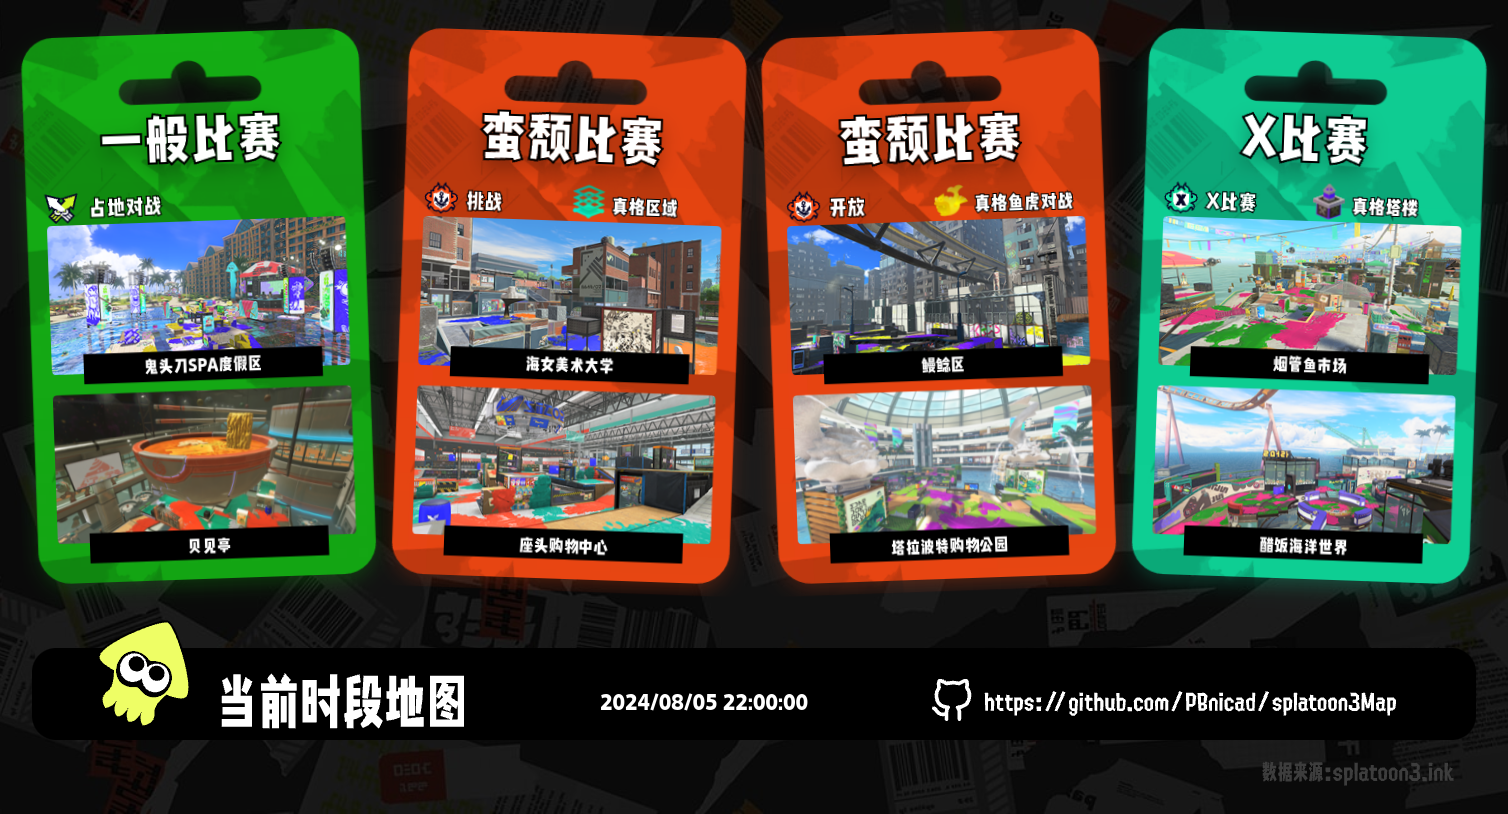 一般比赛
占地对战
鬼头刀SPA度假区
贝见亭
蛮颓比赛
挑战
真格区域
海女美术大学
座头购物中心
蛮颓比赛
开放
真格鱼虎对战
鳗鲶区
塔拉波特购物公园
X比赛
X比赛
真格塔楼
烟管鱼市场
醋饭海洋世界
当前时段地图
2024/08/05 22:00:00
https://github.com/PBnicad/splatoon3Map
数据来源:splatoon3.ink